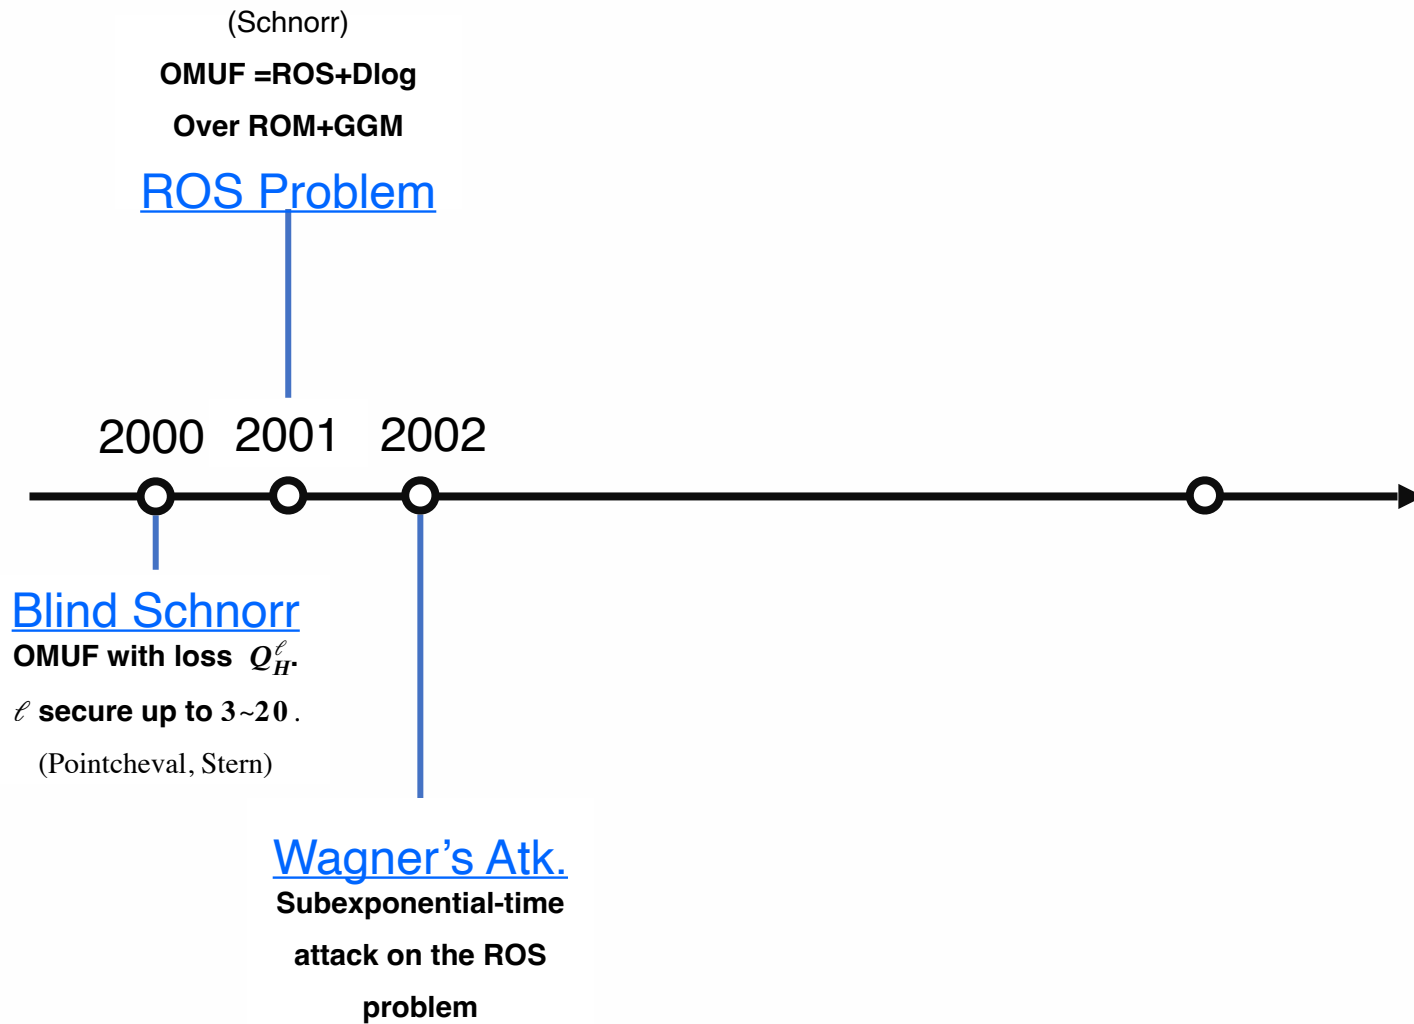 (Schnorr)
OMUF =ROS+Dlog
Over ROM+GGM
ROS Problem
2000 2001 2002
Blind Schnorr
OMUF with loss Q_H^ℓ.
ℓ secure up to 3~20.
(Pointcheval, Stern)
Wagner’s Atk.
Subexponential-time
attack on the ROS
problem